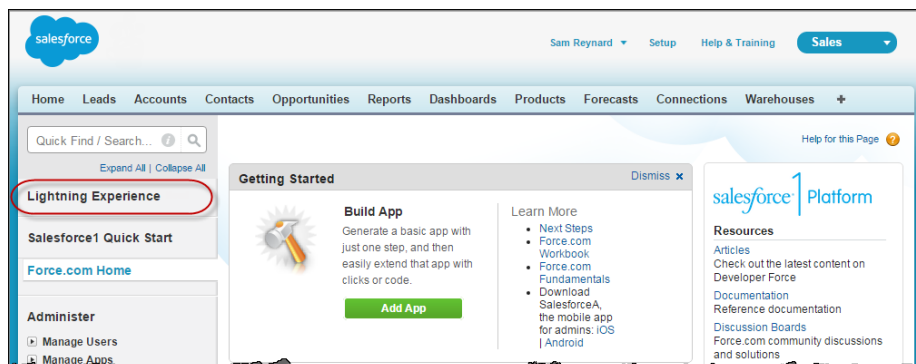 salesforce
Sam Reynard
Setup
Help & Training
Sales
Home Leads Accounts Contacts Opportunities Reports Dashboards Products Forecasts Connections Warehouses +
Quick Find / Search...
Expand All | Collapse All
Lightning Experience
Salesforce1 Quick Start
Force.com Home
Administer
Manage Users
Manage Apps
Help for this Page
Getting Started
Dismiss x
Build App
Generate a basic app with
just one step, and then
easily extend that app with
clicks or code.
Add App
Learn More
• Next Steps
• Force.com
Workbook
• Force.com
Fundamentals
• Download
SalesforceA,
the mobile app
for admins: iOS
| Android
salesforce1 Platform
Resources
Articles
Check out the latest content on
Developer Force
Documentation
Reference documentation
Discussion Boards
Force.com community discussions
and solutions